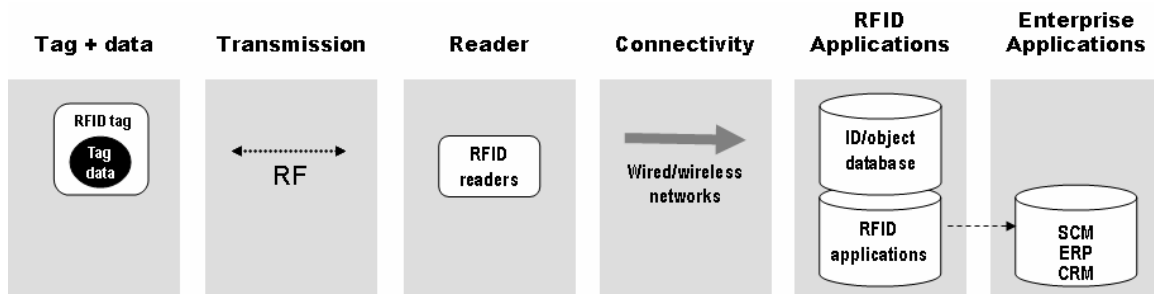 Tag + data
Transmission
Reader
Connectivity
RFID
Applications
Enterprise
Applications
RFID tag
Tag
data
RF
RFID
readers
Wired/wireless
networks
ID/object
database
RFID
applications
SCM
ERP
CRM